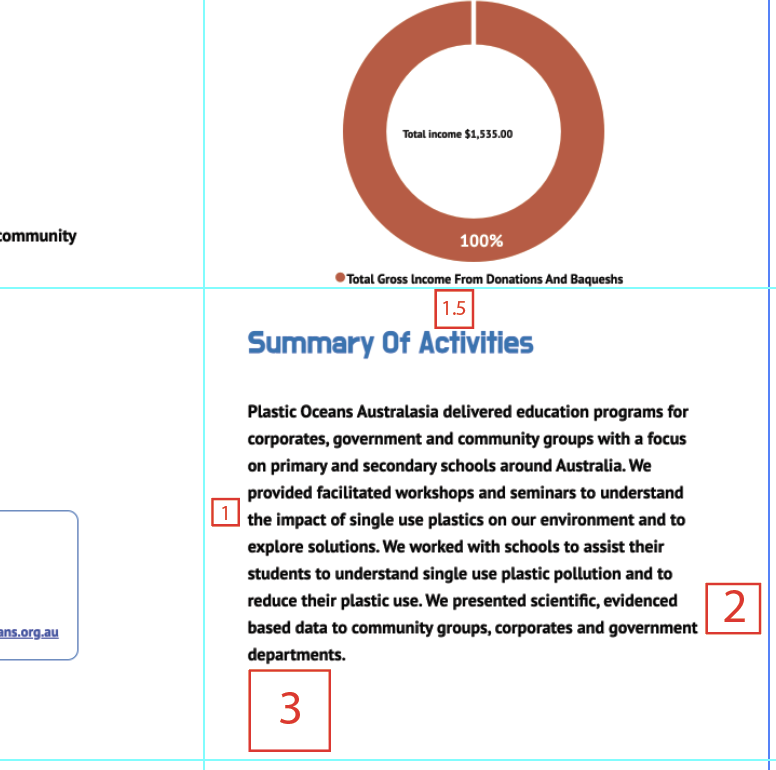 Total income $1,535.00
100%
community
Total Gross Income From Donations And Baqueshs
1.5
Summary Of Activities
Plastic Oceans Australasia delivered education programs for
corporates, government and community groups with a focus
on primary and secondary schools around Australia. We
provided facilitated workshops and seminars to understand
1
the impact of single use plastics on our environment and to
explore solutions. We worked with schools to assist their
students to understand single use plastic pollution and to
reduce their plastic use. We presented scientific, evidenced
2
based data to community groups, corporates and government
ans.org.au
departments.
3